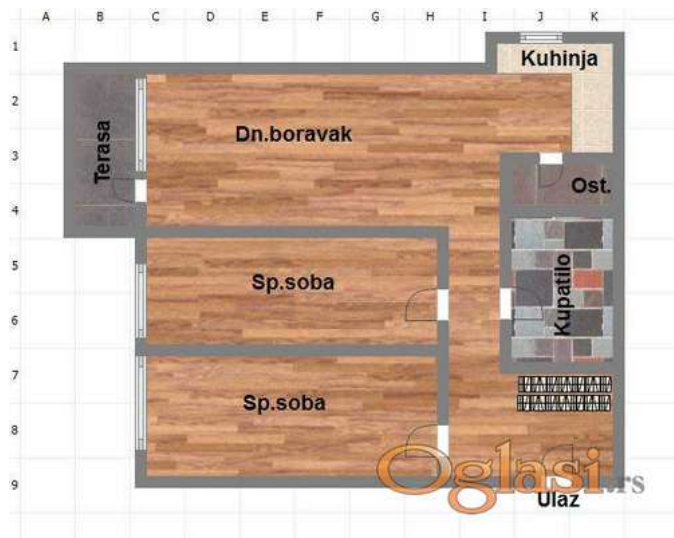 A B C D E F G H I J K
1
Kuhinja
2
Terasa
Dn.boravak
3
Ost.
4
5
Sp.soba
Kupatilo
6
7
Sp.soba
8
Oglasi.rs
9
Ulaz